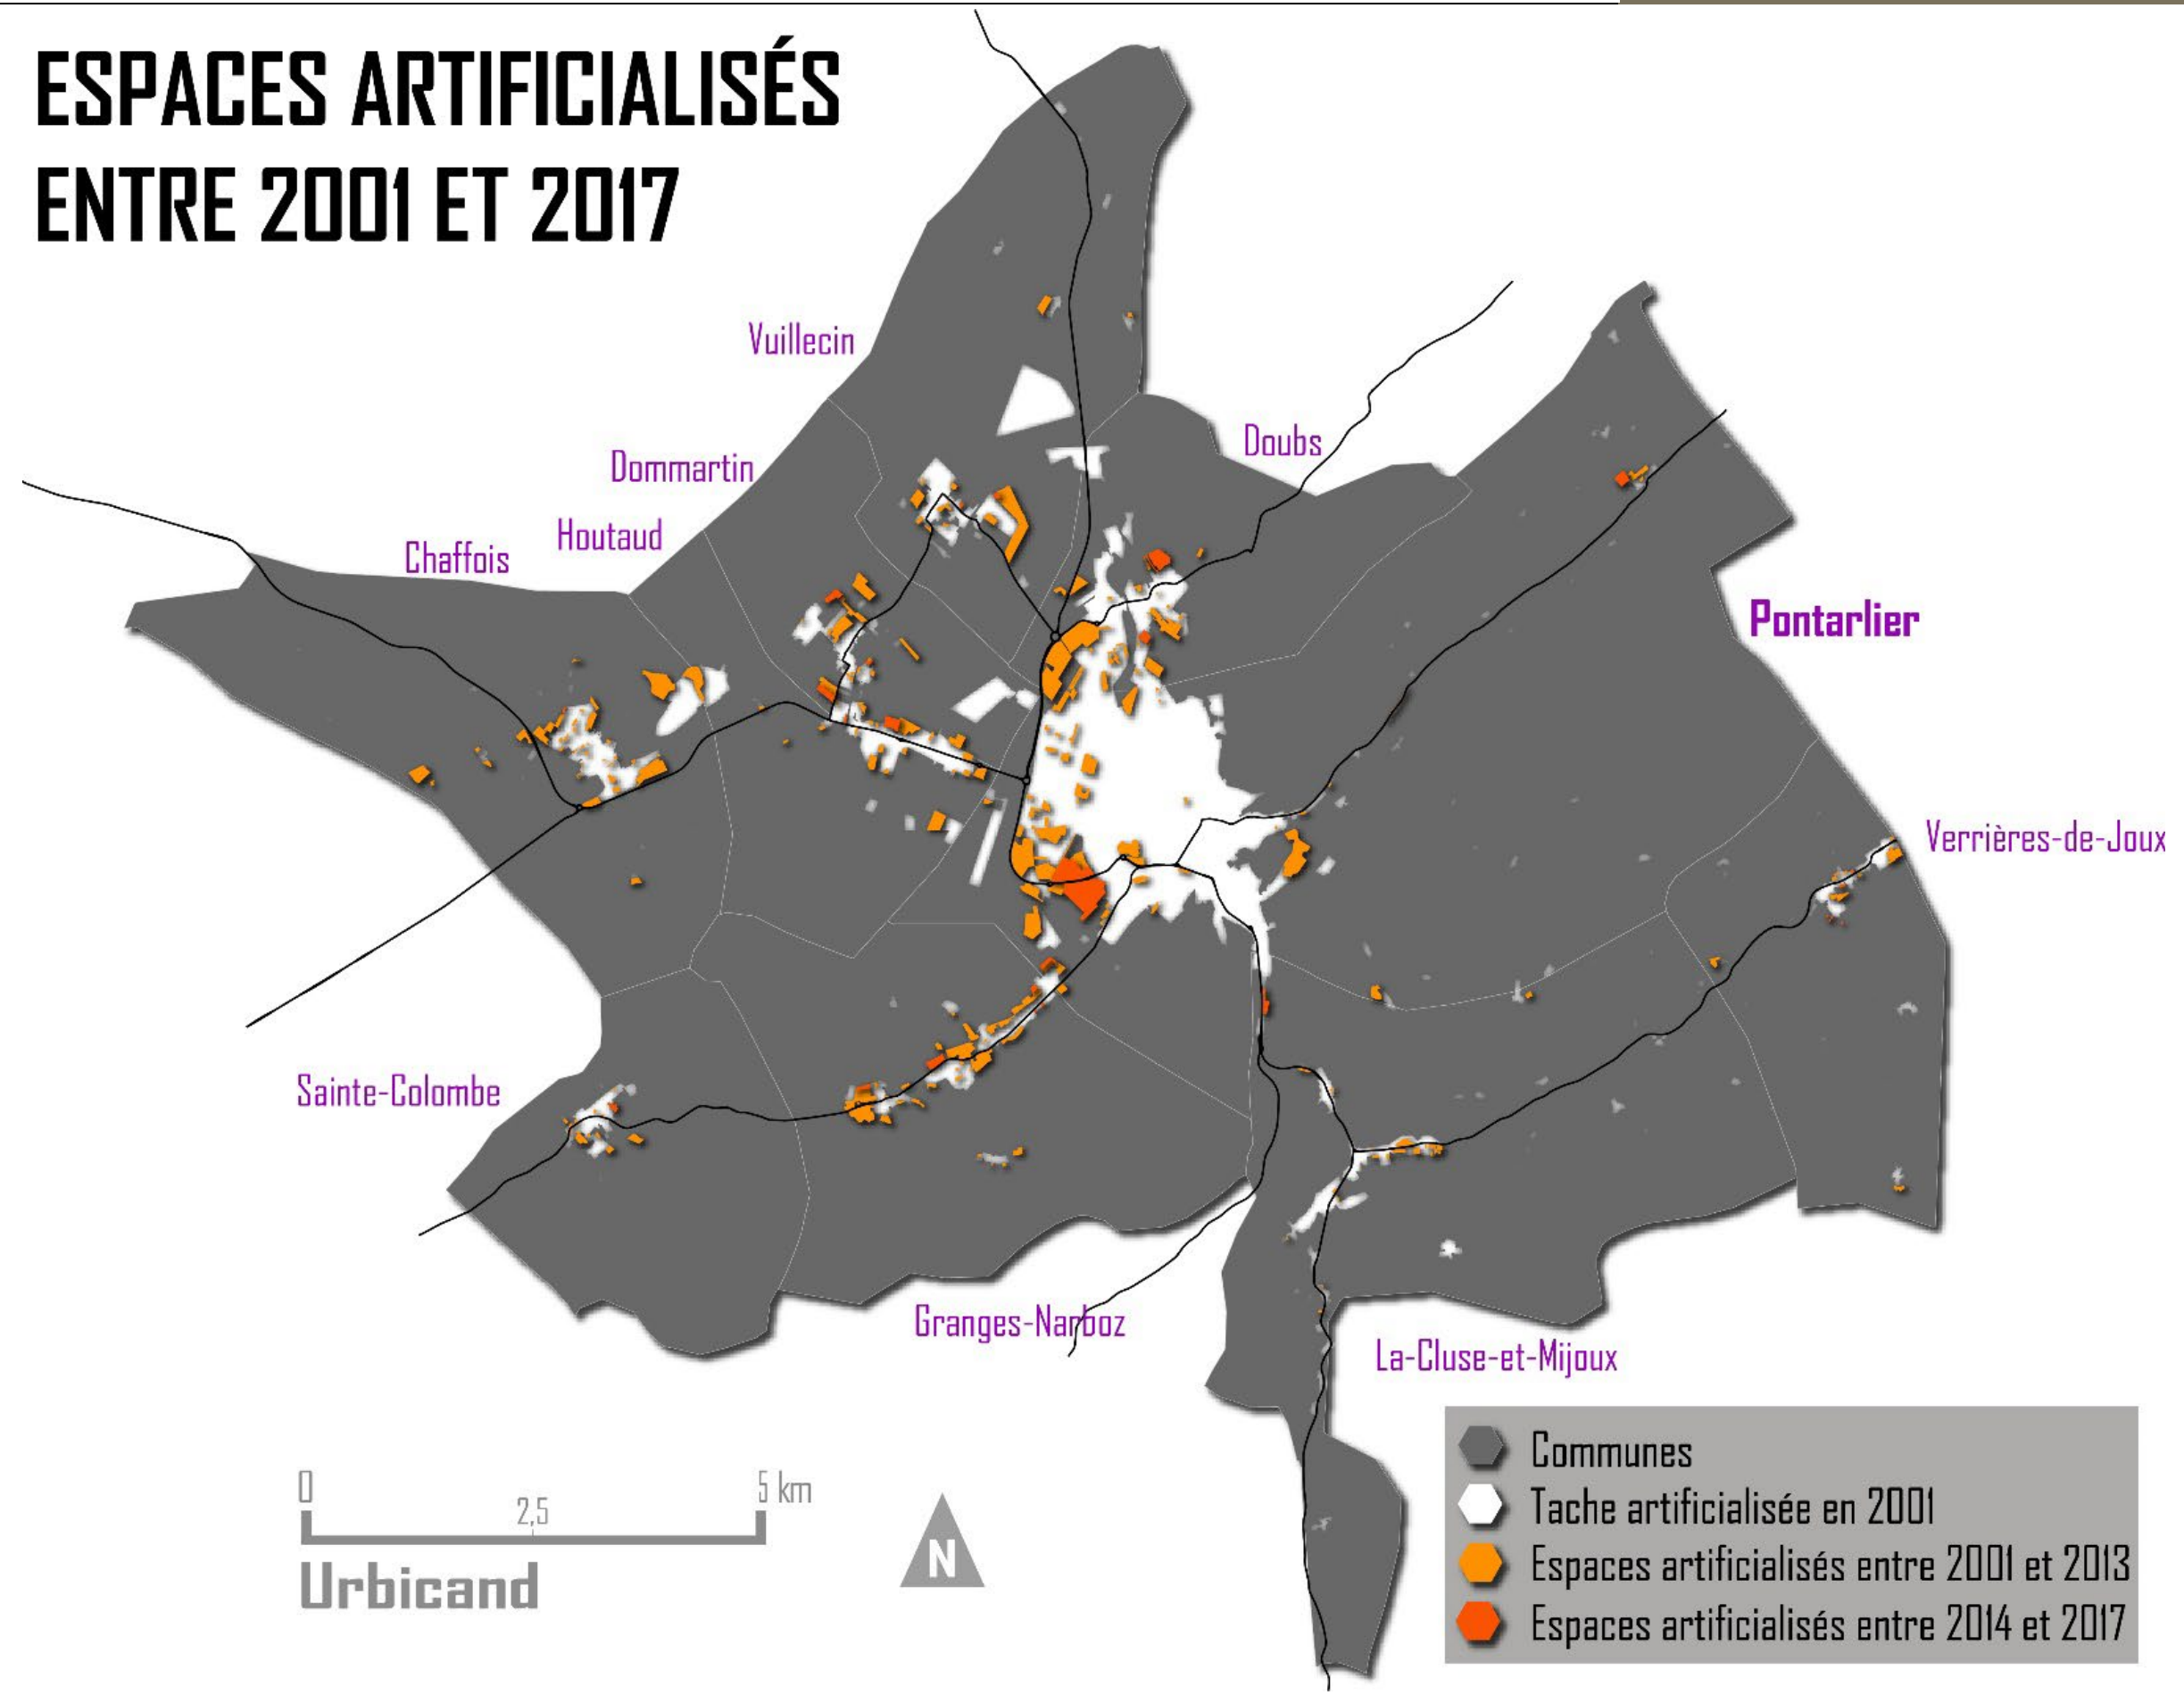 ESPACES ARTIFICIALISÉS
ENTRE 2001 ET 2017
Vuillecin
Doubs
Dommartin
Houtaud
Chaffois
Pontarlier
Verrières-de-Joux
Sainte-Colombe
Granges-Narboz
La-Cluse-et-Mijoux
0
2,5
5 km
Urbicand
N
Communes
Tache artificialisée en 2001
Espaces artificialisés entre 2001 et 2013
Espaces artificialisés entre 2014 et 2017